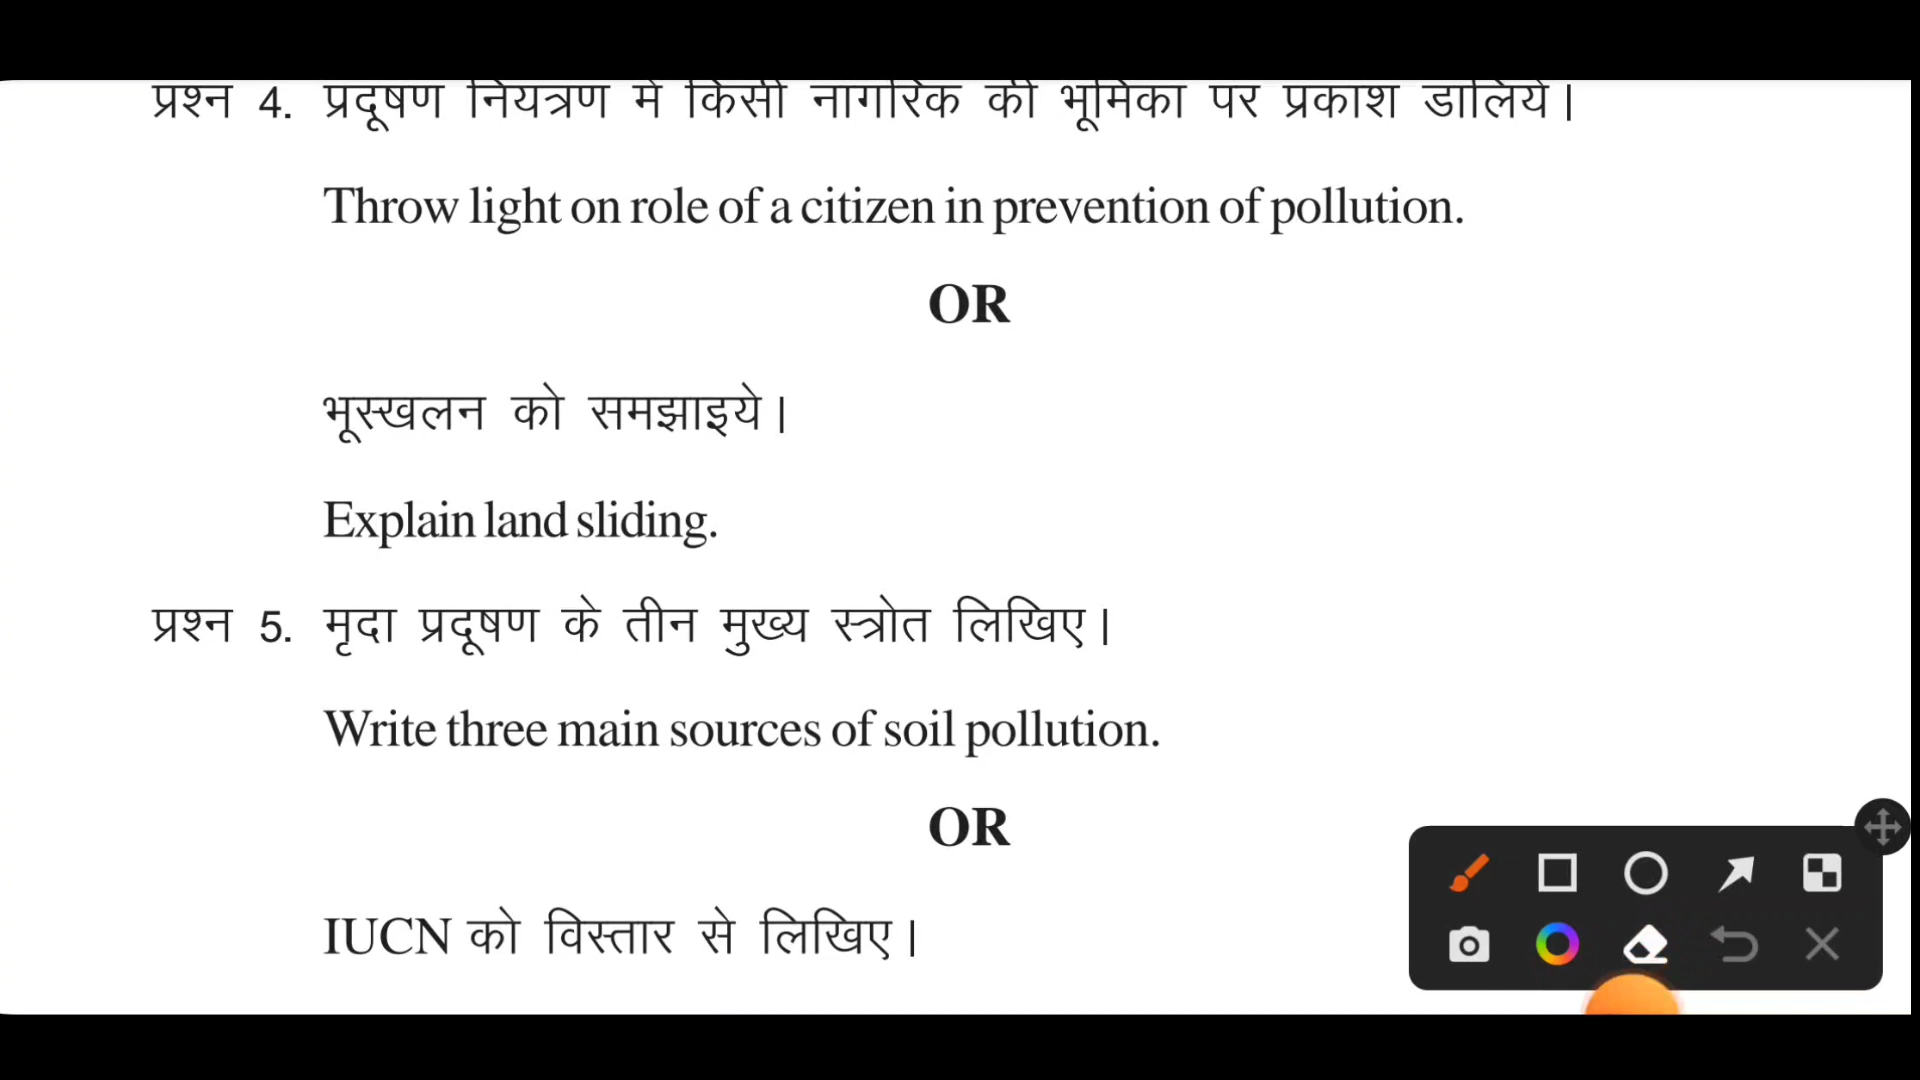 प्रश्न 4. प्रदूषण नियंत्रण में किसी नागरिक की भूमिका पर प्रकाश डालिये।
Throw light on role of a citizen in prevention of pollution.
OR
भूस्खलन को समझाइये।
Explain land sliding.
प्रश्न 5. मृदा प्रदूषण के तीन मुख्य स्त्रोत लिखिए।
Write three main sources of soil pollution.
OR
IUCN को विस्तार से लिखिए।